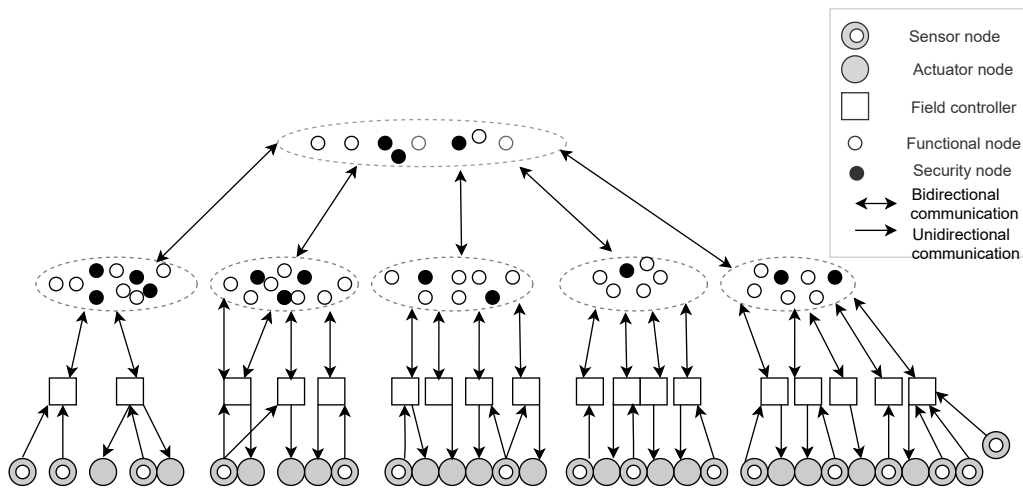 Sensor node
Actuator node
Field controller
Functional node
Security node
Bidirectional
communication
Unidirectional
communication